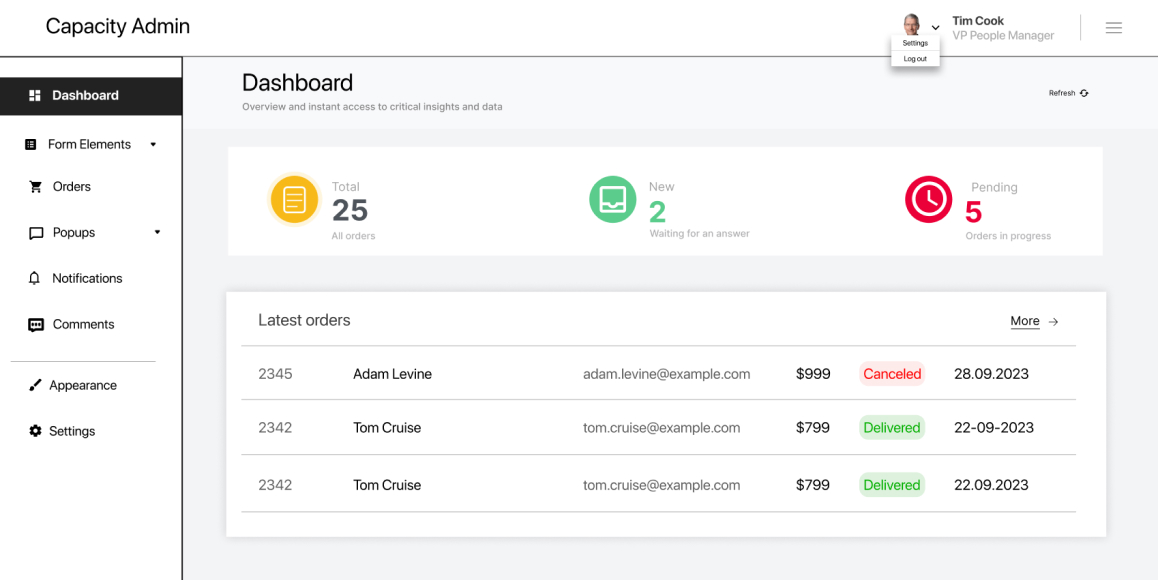 Capacity Admin
Tim Cook
VP People Manager
Settings
Log out
Dashboard
Form Elements
Orders
Popups
Notifications
Comments
Appearance
Settings
Dashboard
Overview and instant access to critical insights and data
Refresh
Total
25
All orders
New
2
Waiting for an answer
Pending
5
Orders in progress
Latest orders
More →
2345 Adam Levine adam.levine@example.com $999 Canceled 28.09.2023
2342 Tom Cruise tom.cruise@example.com $799 Delivered 22-09-2023
2342 Tom Cruise tom.cruise@example.com $799 Delivered 22.09.2023